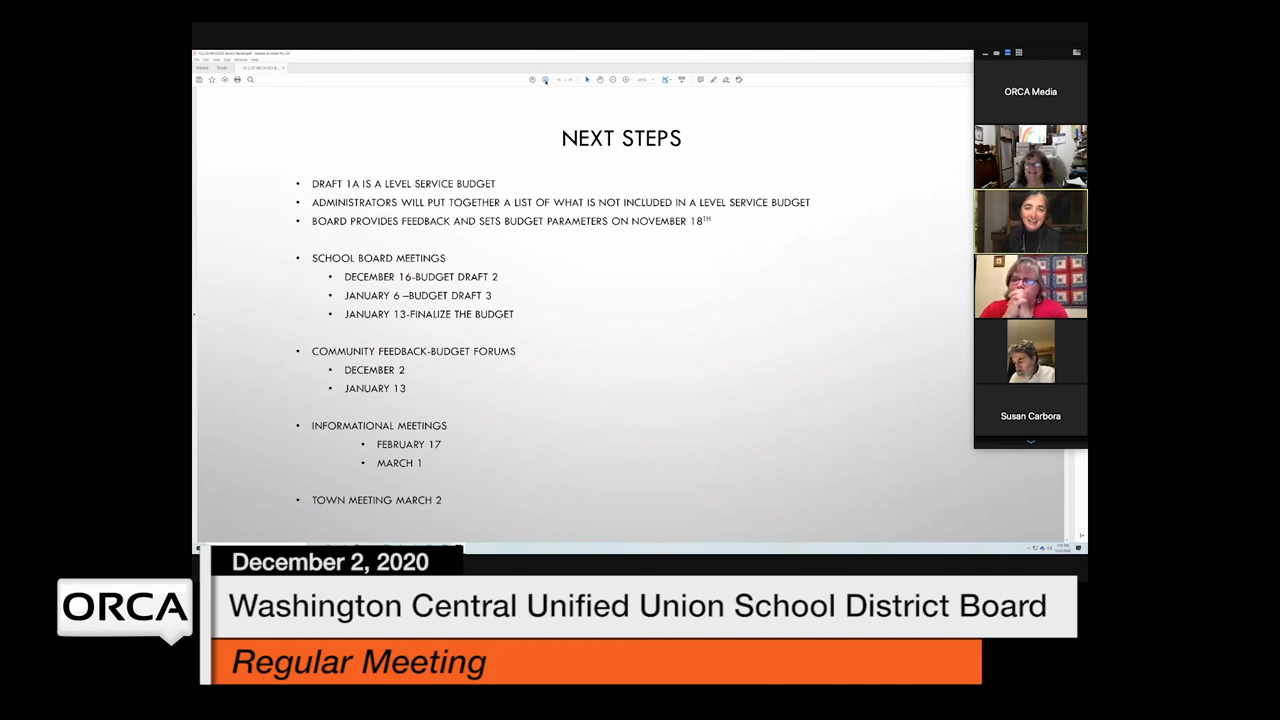 Home Tools
ORCA Media
NEXT STEPS
• DRAFT 1A IS A LEVEL SERVICE BUDGET
• ADMINISTRATORS WILL PUT TOGETHER A LIST OF WHAT IS NOT INCLUDED IN A LEVEL SERVICE BUDGET
• BOARD PROVIDES FEEDBACK AND SETS BUDGET PARAMETERS ON NOVEMBER 18TH
• SCHOOL BOARD MEETINGS
• DECEMBER 16-BUDGET DRAFT 2
• JANUARY 6 –BUDGET DRAFT 3
• JANUARY 13-FINALIZE THE BUDGET
• COMMUNITY FEEDBACK-BUDGET FORUMS
• DECEMBER 2
• JANUARY 13
• INFORMATIONAL MEETINGS
• FEBRUARY 17
• MARCH 1
• TOWN MEETING MARCH 2
Susan Carbora
December 2, 2020
ORCA
Washington Central Unified Union School District Board
Regular Meeting